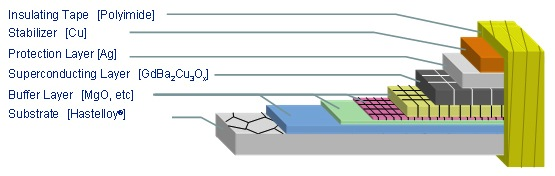 Insulating Tape [Polyimide]
Stabilizer [Cu]
Protection Layer [Ag]
Superconducting Layer [GdBa₂Cu₃Oₓ]
Buffer Layer [MgO, etc]
Substrate [Hastelloy®]